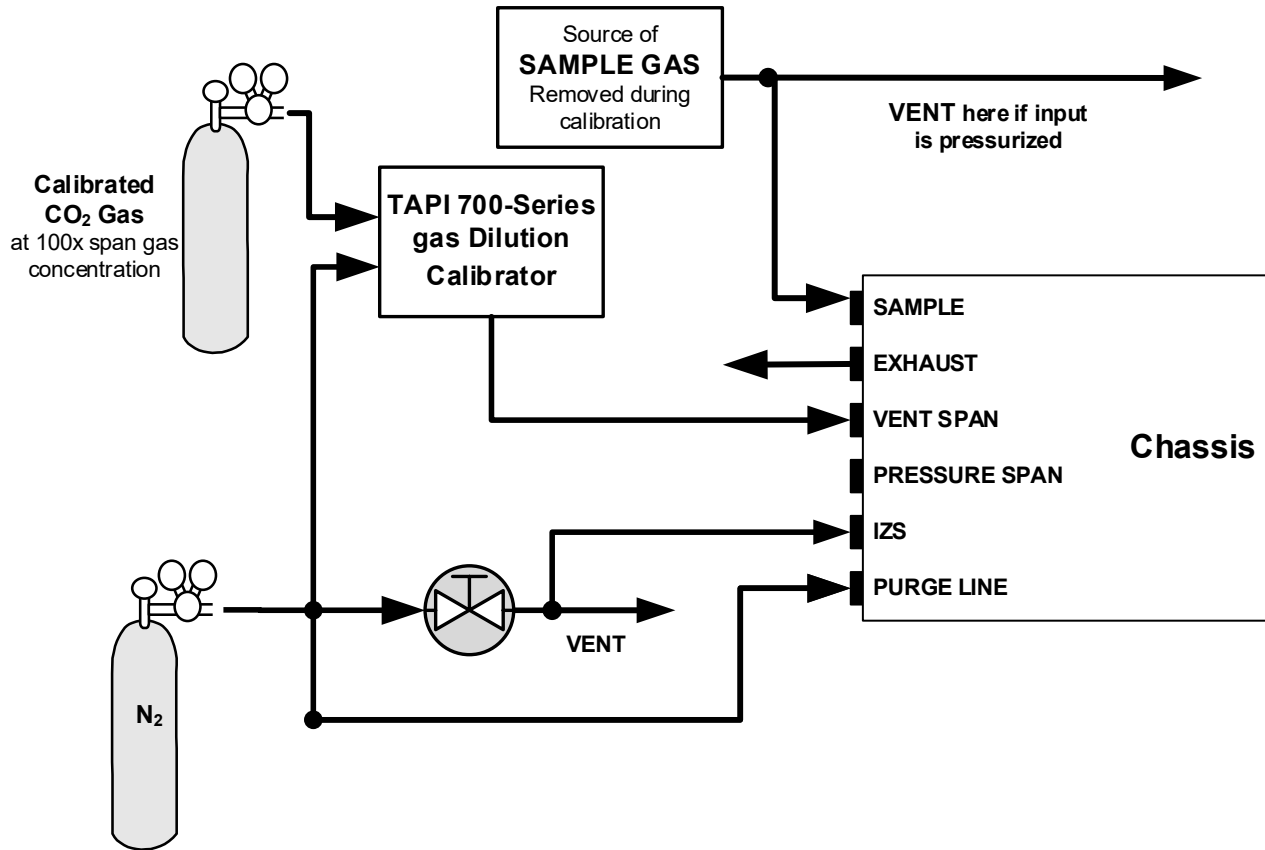 Source of
SAMPLE GAS
Removed during
calibration
VENT here if input
is pressurized
Calibrated
CO₂ Gas
at 100x span gas
concentration
TAPI 700-Series
gas Dilution
Calibrator
SAMPLE
EXHAUST
VENT SPAN
PRESSURE SPAN
IZS
PURGE LINE
Chassis
VENT
N₂